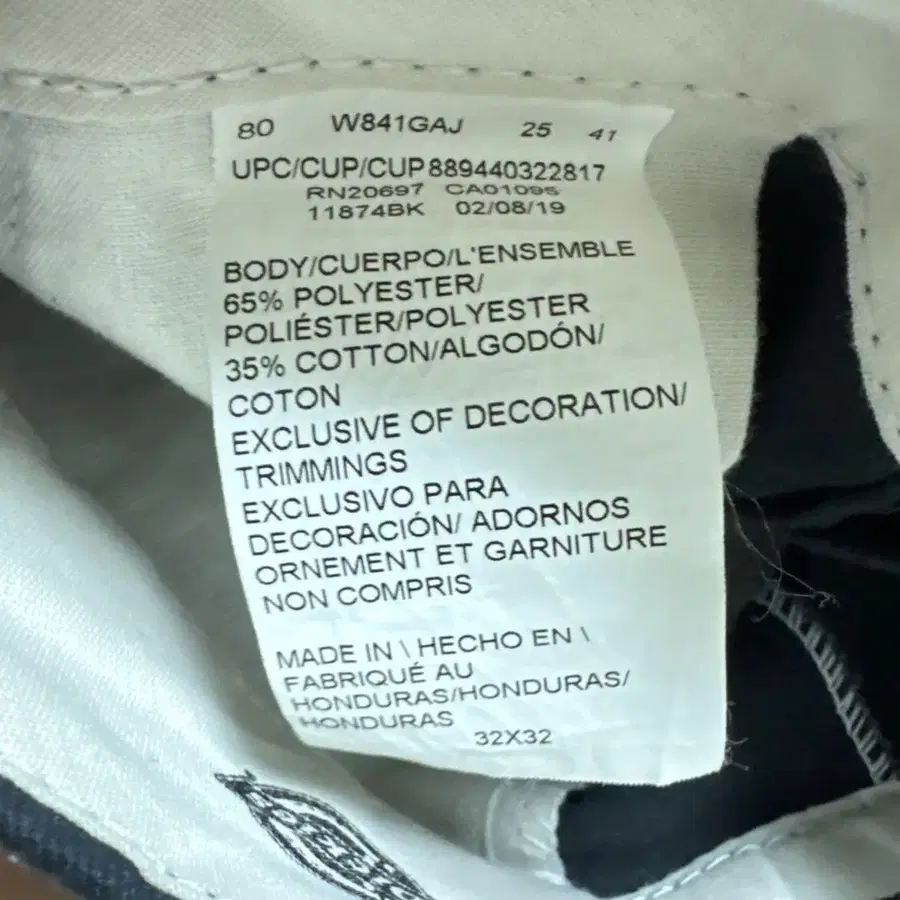 80 W841GAJ 25 41
UPC/CUP/CUP 889440322817
RN20697 CA01095
11874BK 02/08/19
BODY/CUERPO/L'ENSEMBLE
65% POLYESTER/
POLIÉSTER/POLYESTER
35% COTTON/ALGODÓN/
COTON
EXCLUSIVE OF DECORATION/
TRIMMINGS
EXCLUSIVO PARA
DECORACIÓN/ ADORNOS
ORNEMENT ET GARNITURE
NON COMPRIS
MADE IN \ HECHO EN \
FABRIQUÉ AU
HONDURAS/HONDURAS/
HONDURAS
32X32